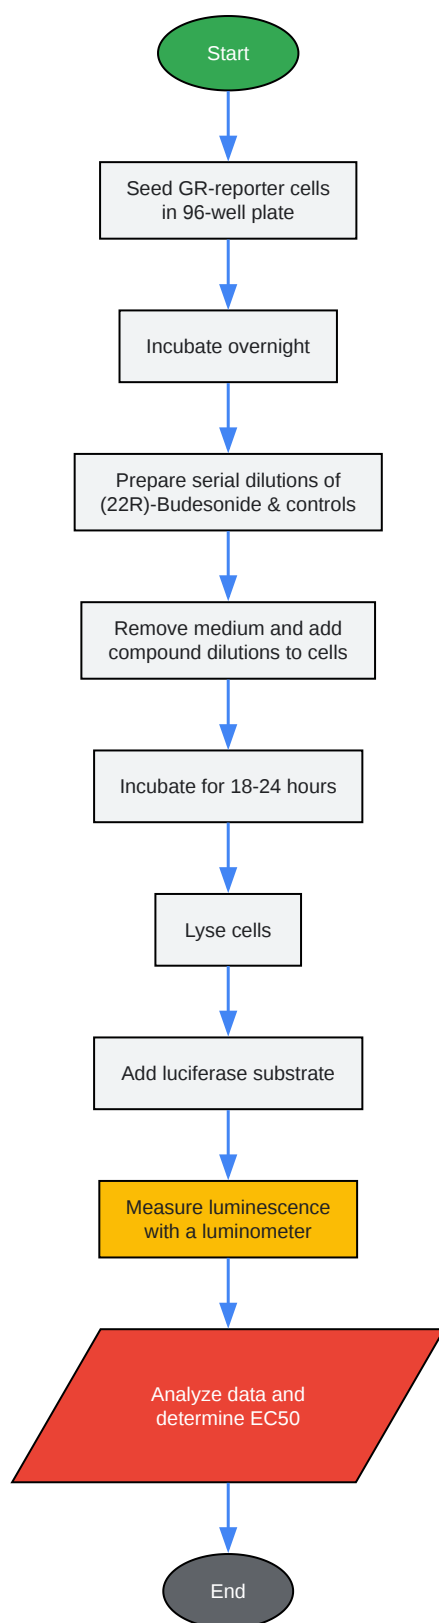 Start
Seed GR-reporter cells
in 96-well plate
Incubate overnight
Prepare serial dilutions of
(22R)-Budesonide & controls
Remove medium and add
compound dilutions to cells
Incubate for 18-24 hours
Lyse cells
Add luciferase substrate
Measure luminescence
with a luminometer
Analyze data and
determine EC50
End